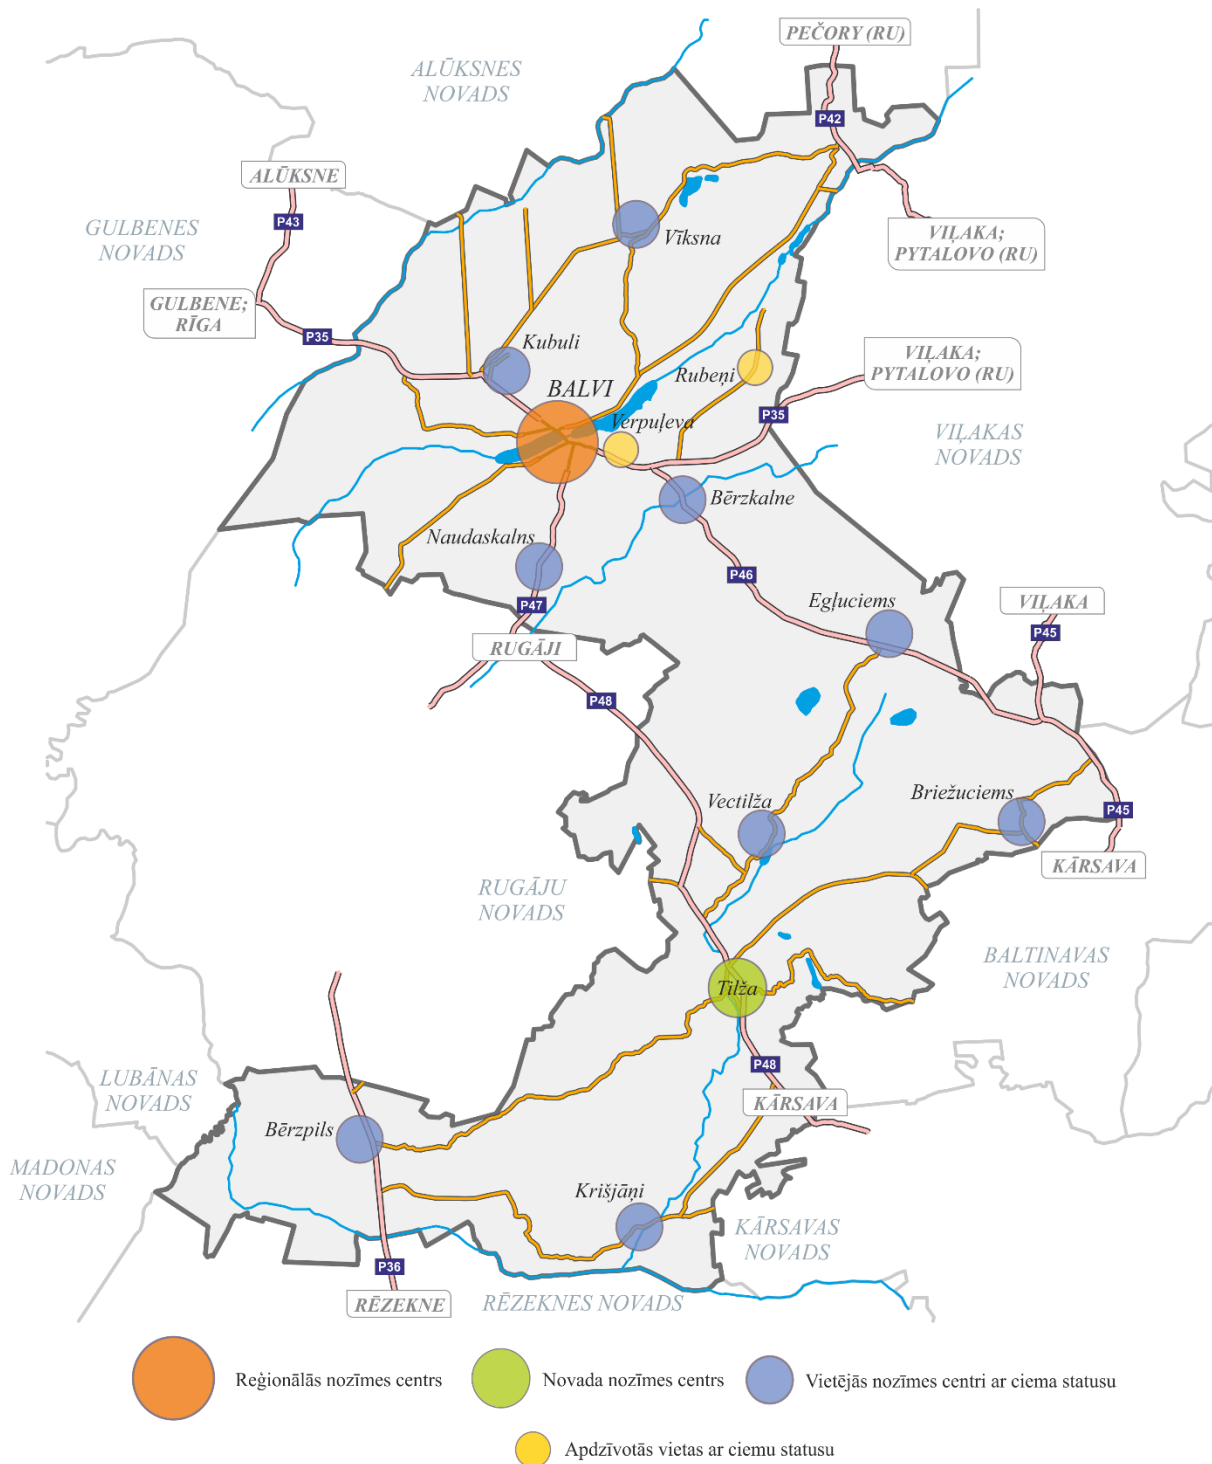 PEČORY (RU)
ALŪKSNES
NOVADS
P42
ALŪKSNE
P43
GULBENES
NOVADS
VIĻAKA;
PYTALOVO (RU)
Vīksna
GULBENE;
RĪGA
P35
Kubuli
VIĻAKA;
PYTALOVO (RU)
Rubeņi
BALVI
P35
Verpuļeva
VIĻAKAS
NOVADS
Bērzkalne
Naudaskalns
P46
P47
Egļuciems
VIĻAKA
P45
RUGĀJI
P48
Vectilža
Briežuciems
P45
KĀRSAVA
RUGĀJU
NOVADS
BALTINAVAS
NOVADS
Tilža
P48
LUBĀNAS
NOVADS
KĀRSAVA
Bērzpils
MADONAS
NOVADS
Krišjāņi
KĀRSAVAS
NOVADS
P36
RĒZEKNE
RĒZEKNES NOVADS
Reģionālās nozīmes centrs
Novada nozīmes centrs
Vietējās nozīmes centri ar ciema statusu
Apdzīvotās vietas ar ciemu statusu